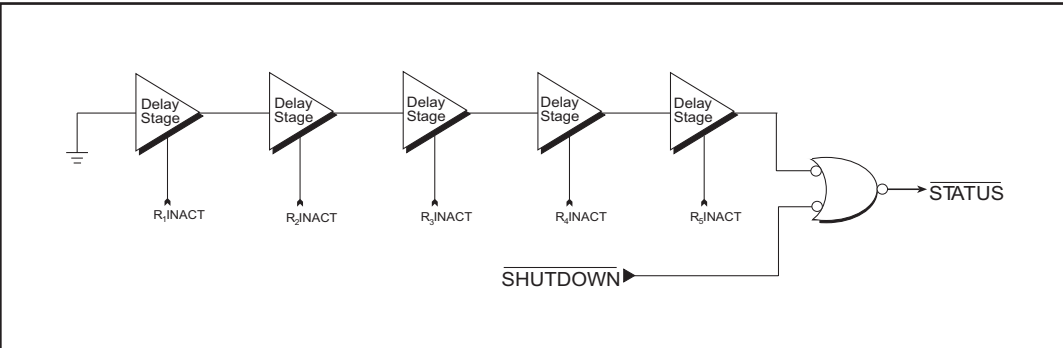 Delay Stage
Delay Stage
Delay Stage
Delay Stage
Delay Stage
R₁INACT
R₂INACT
R₃INACT
R₄INACT
R₅INACT
STATUS
SHUTDOWN